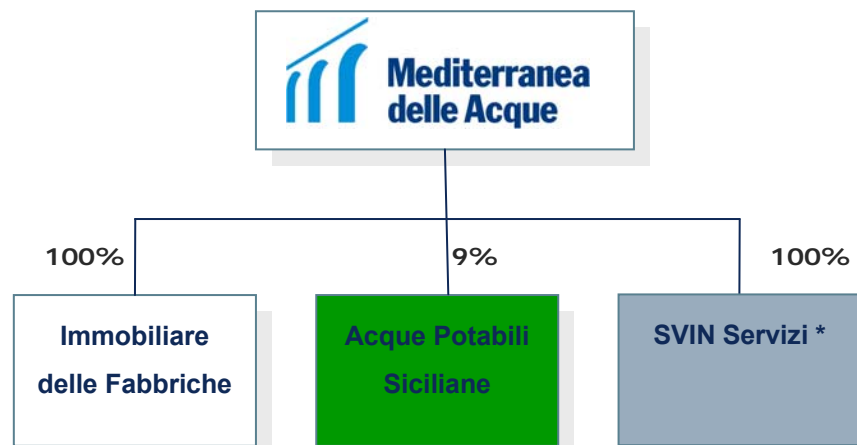 Mediterranea
delle Acque
100%
9%
100%
Immobiliare
delle Fabbriche
Acque Potabili
Siciliane
SVIN Servizi *